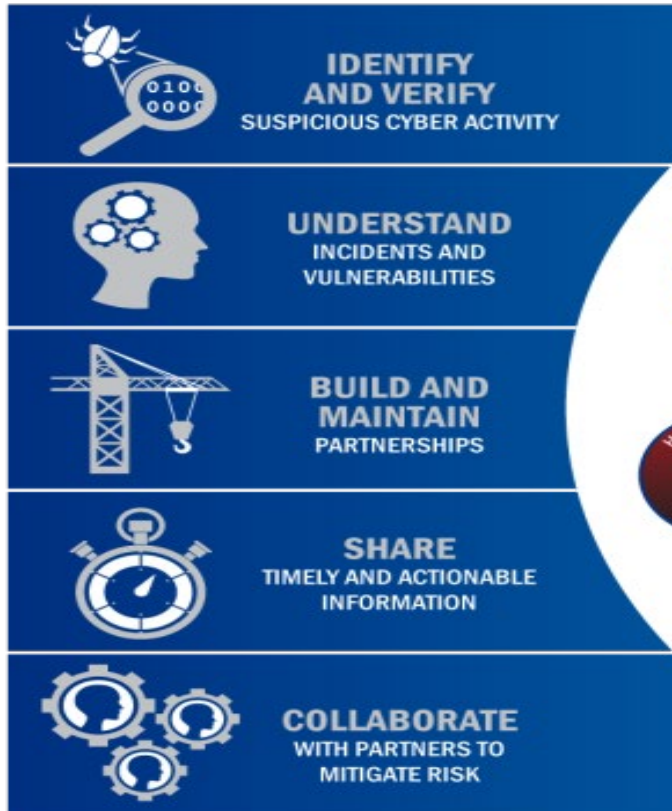 0100
0000
IDENTIFY
AND VERIFY
SUSPICIOUS CYBER ACTIVITY
UNDERSTAND
INCIDENTS AND
VULNERABILITIES
BUILD AND
MAINTAIN
PARTNERSHIPS
SHARE
TIMELY AND ACTIONABLE
INFORMATION
COLLABORATE
WITH PARTNERS TO
MITIGATE RISK